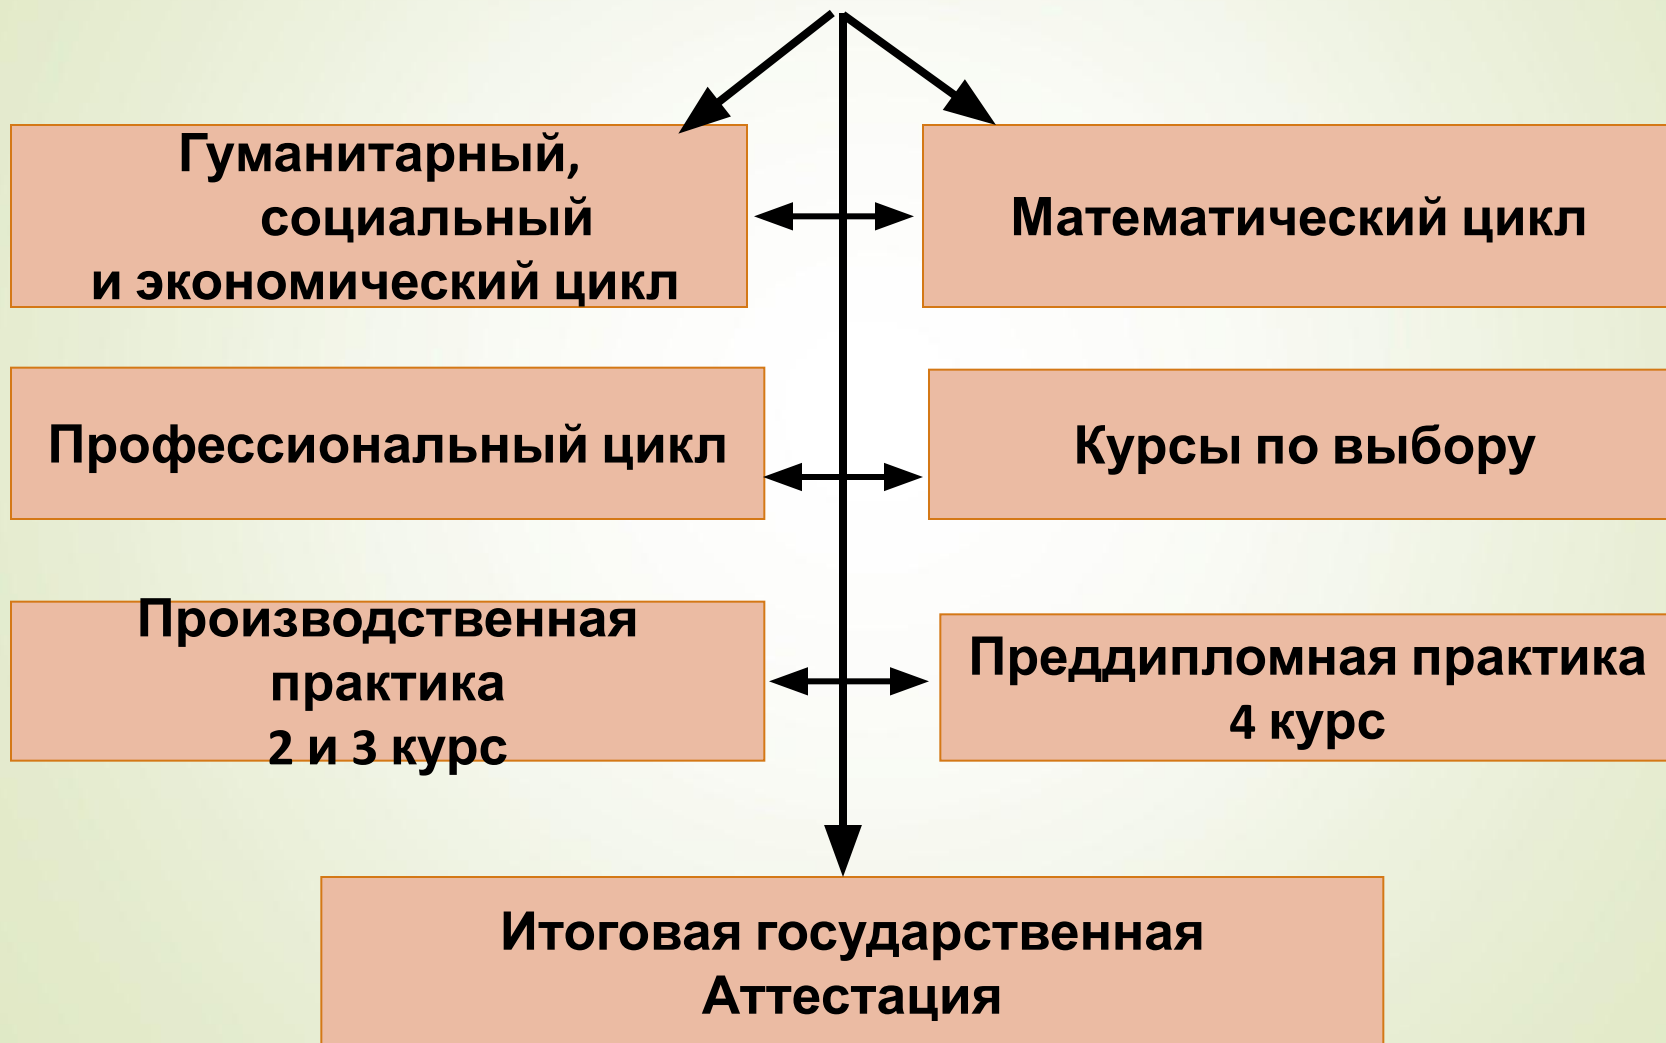 Гуманитарный,
социальный
и экономический цикл
Математический цикл
Профессиональный цикл
Курсы по выбору
Производственная
практика
2 и 3 курс
Преддипломная практика
4 курс
Итоговая государственная
Аттестация